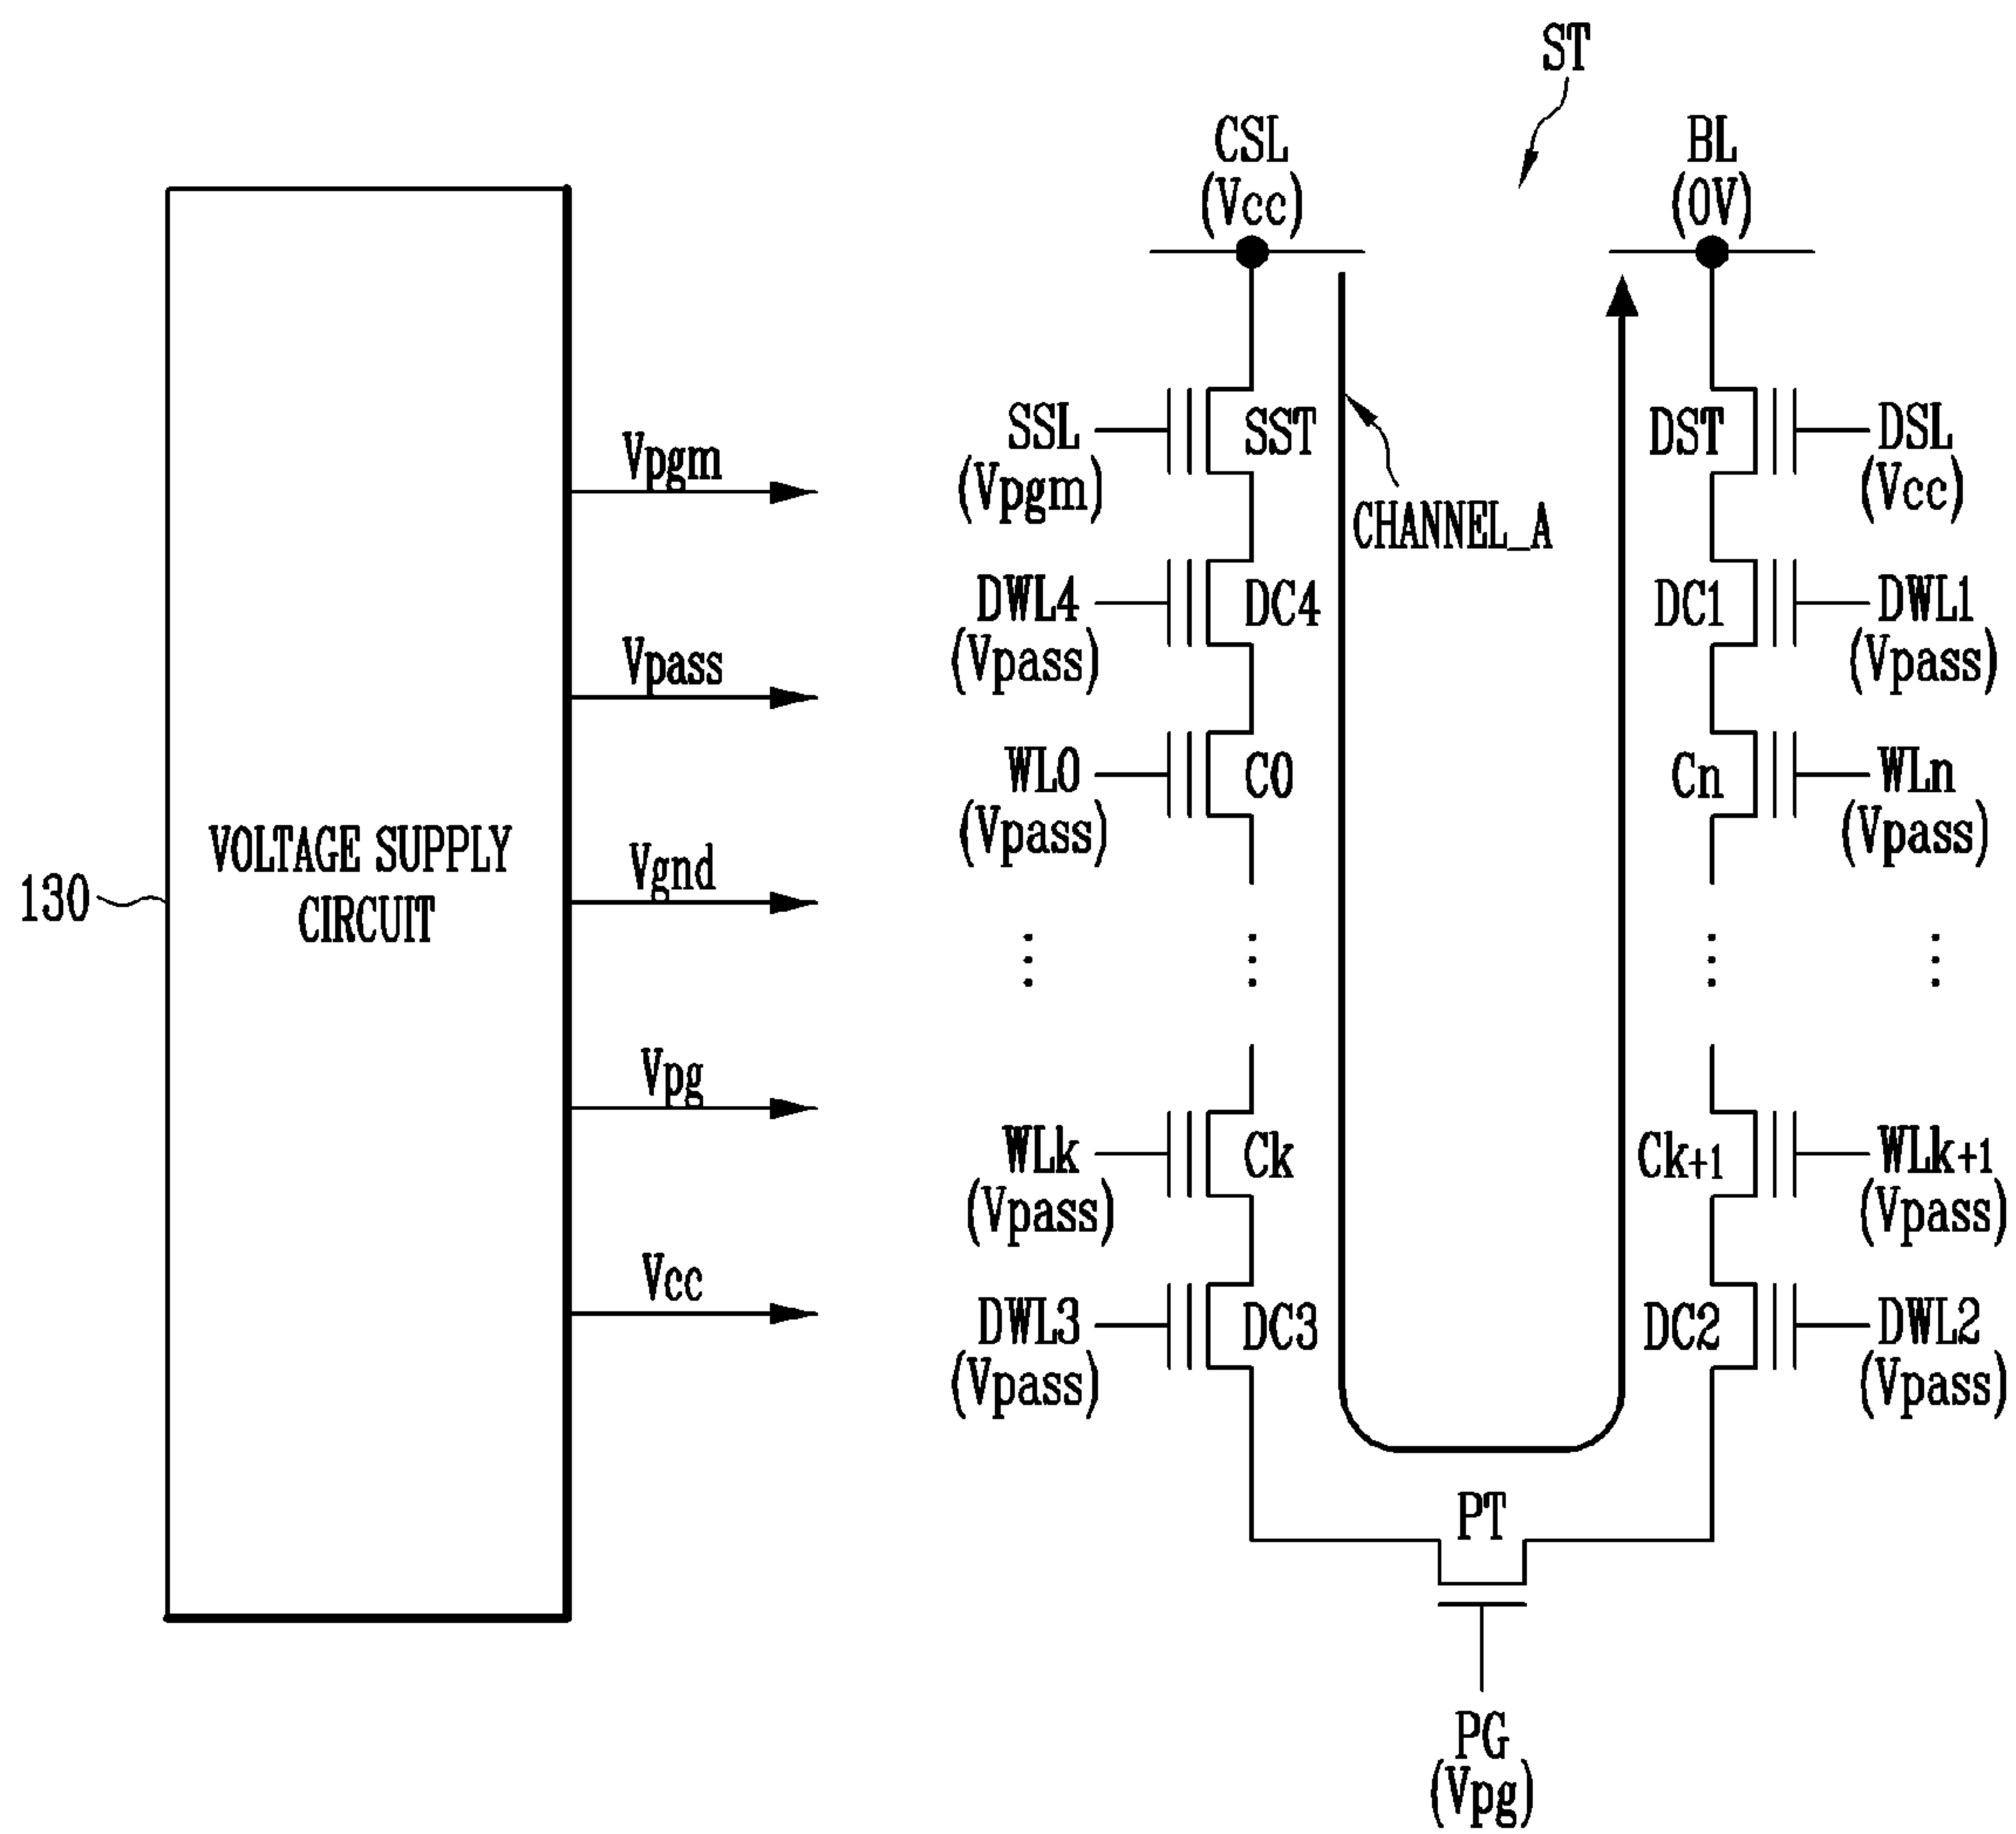 ST
CSL
(Vcc)
BL
(0V)
SSL
(Vpgm)
SST
DST
DSL
(Vcc)
CHANNEL_A
DWL4
(Vpass)
DC4
DC1
DWL1
(Vpass)
WL0
(Vpass)
C0
Cn
WLn
(Vpass)
WLk
(Vpass)
Ck
Ck+1
WLk+1
(Vpass)
DWL3
(Vpass)
DC3
DC2
DWL2
(Vpass)
PT
PG
(Vpg)
130
VOLTAGE SUPPLY
CIRCUIT
Vpgm
Vpass
Vgnd
Vpg
Vcc